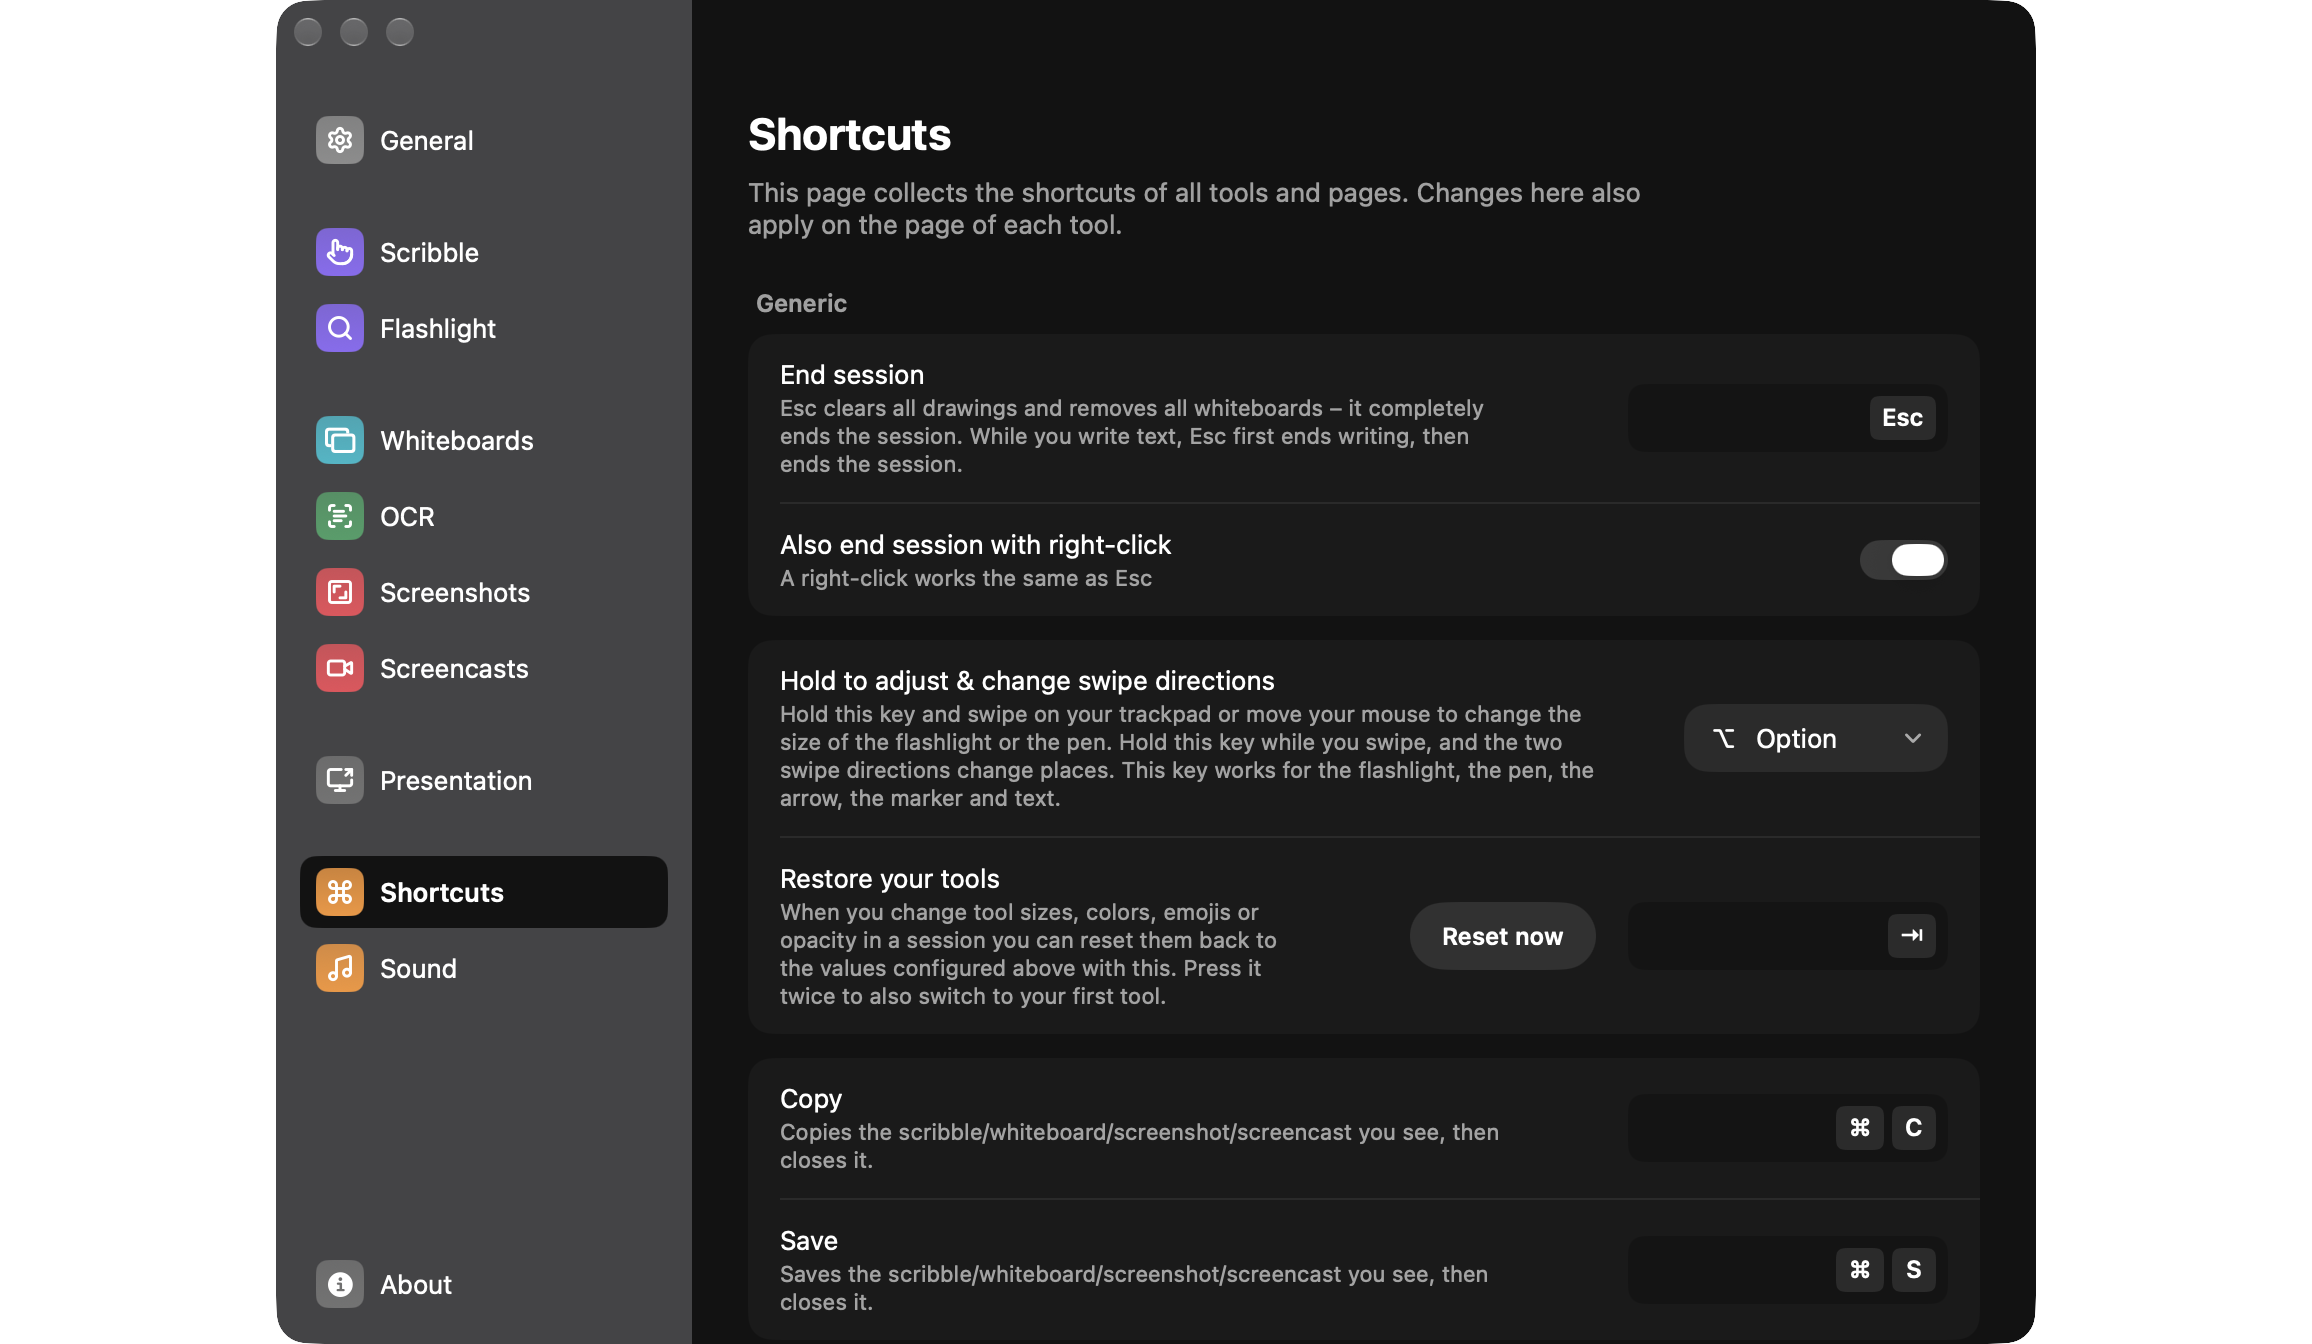 General
Scribble
Flashlight
Whiteboards
OCR
Screenshots
Screencasts
Presentation
Shortcuts
Sound
About
Shortcuts
This page collects the shortcuts of all tools and pages. Changes here also
apply on the page of each tool.
Generic
End session
Esc clears all drawings and removes all whiteboards – it completely
ends the session. While you write text, Esc first ends writing, then
ends the session.
Esc
Also end session with right-click
A right-click works the same as Esc
Hold to adjust & change swipe directions
Hold this key and swipe on your trackpad or move your mouse to change the
size of the flashlight or the pen. Hold this key while you swipe, and the two
swipe directions change places. This key works for the flashlight, the pen, the
arrow, the marker and text.
⌥ Option
Restore your tools
When you change tool sizes, colors, emojis or
opacity in a session you can reset them back to
the values configured above with this. Press it
twice to also switch to your first tool.
Reset now
⇥
Copy
Copies the scribble/whiteboard/screenshot/screencast you see, then
closes it.
⌘ C
Save
Saves the scribble/whiteboard/screenshot/screencast you see, then
closes it.
⌘ S